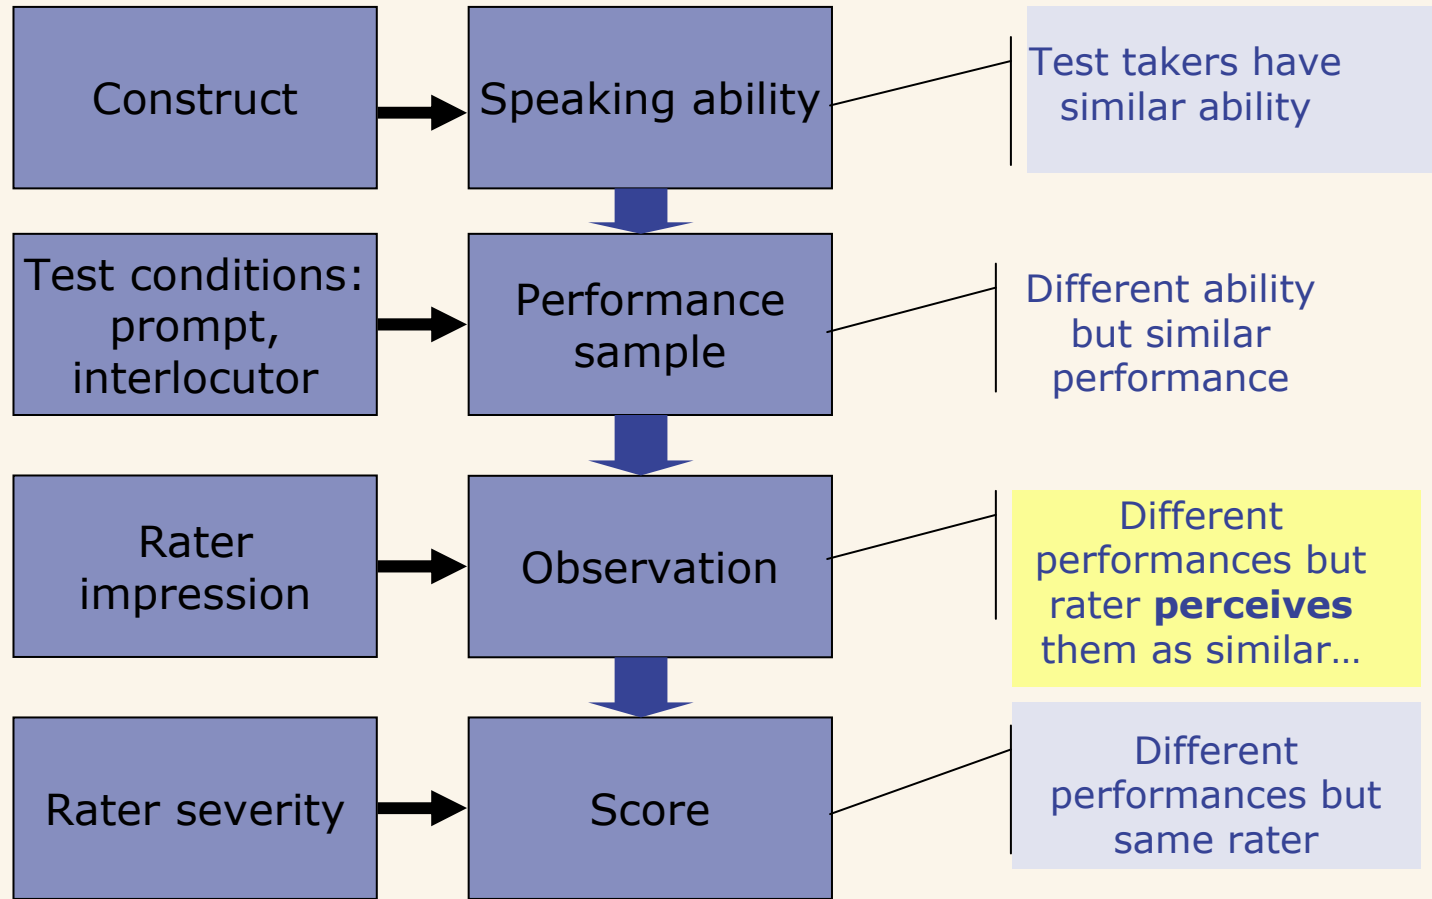 Construct
Speaking ability
Test takers have
similar ability
Test conditions:
prompt,
interlocutor
Performance
sample
Different ability
but similar
performance
Rater
impression
Observation
Different
performances but
rater perceives
them as similar…
Rater severity
Score
Different
performances but
same rater